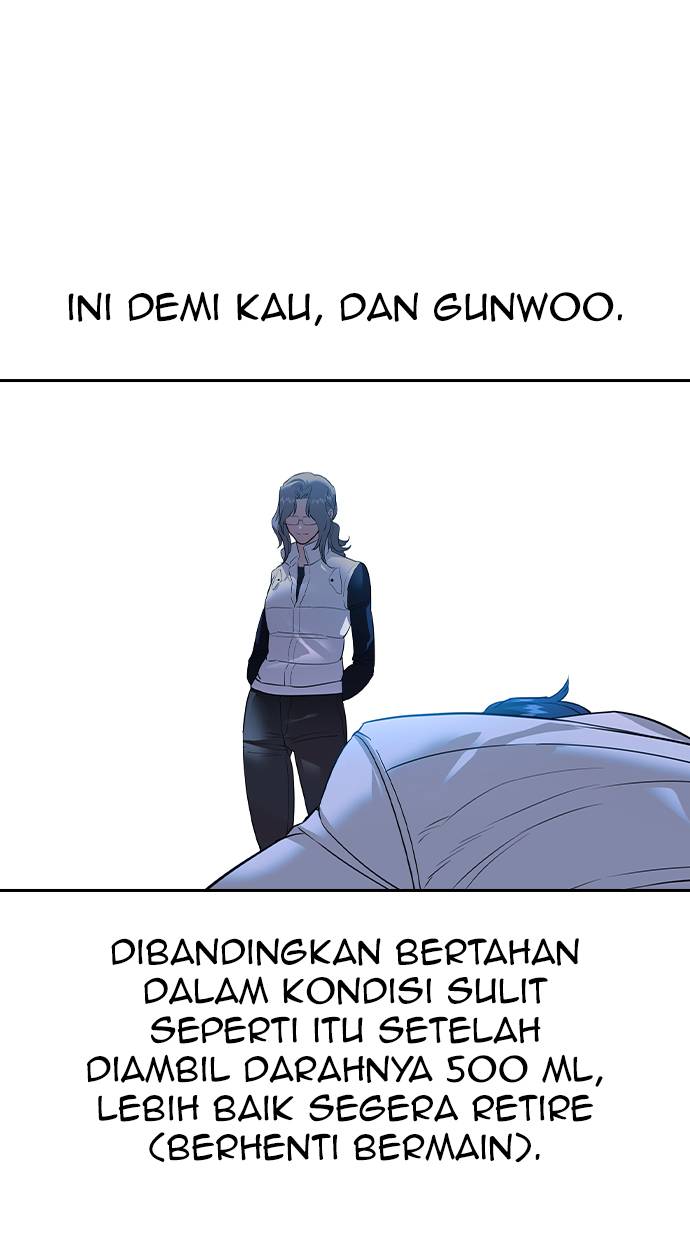 INI DEMI KAU, DAN GUNWOO.
DIBANDINGKAN BERTAHAN
DALAM KONDISI SULIT
SEPERTI ITU SETELAH
DIAMBIL DARAHNYA 500 ML,
LEBIH BAIK SEGERA RETIRE
(BERHENTI BERMAIN).